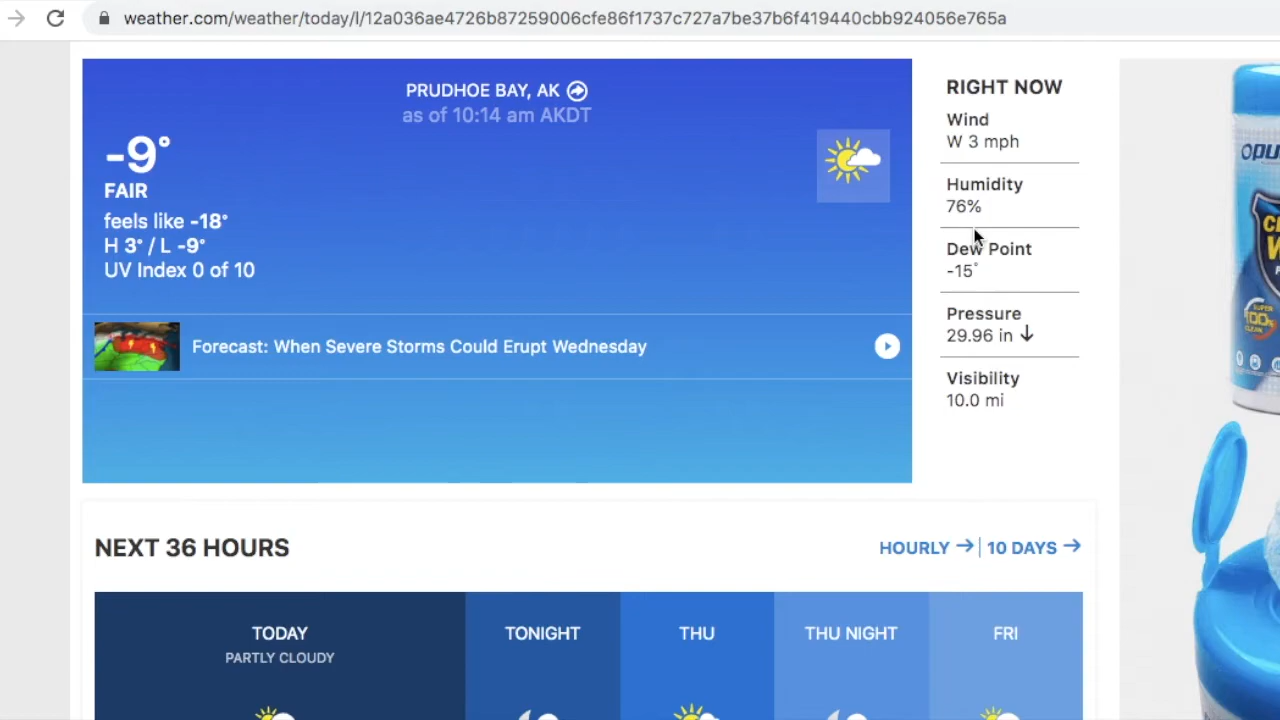 weather.com/weather/today/l/12a036ae4726b87259006cfe86f1737c727a7be37b6f419440cbb924056e765a
PRUDHOE BAY, AK
as of 10:14 am AKDT
-9°
FAIR
feels like -18°
H 3° / L -9°
UV Index 0 of 10
Forecast: When Severe Storms Could Erupt Wednesday
RIGHT NOW
Wind
W 3 mph
Humidity
76%
Dew Point
-15°
Pressure
29.96 in ↓
Visibility
10.0 mi
NEXT 36 HOURS
HOURLY → | 10 DAYS →
TODAY
PARTLY CLOUDY
TONIGHT
THU
THU NIGHT
FRI
SUPER
100%
CLEAN